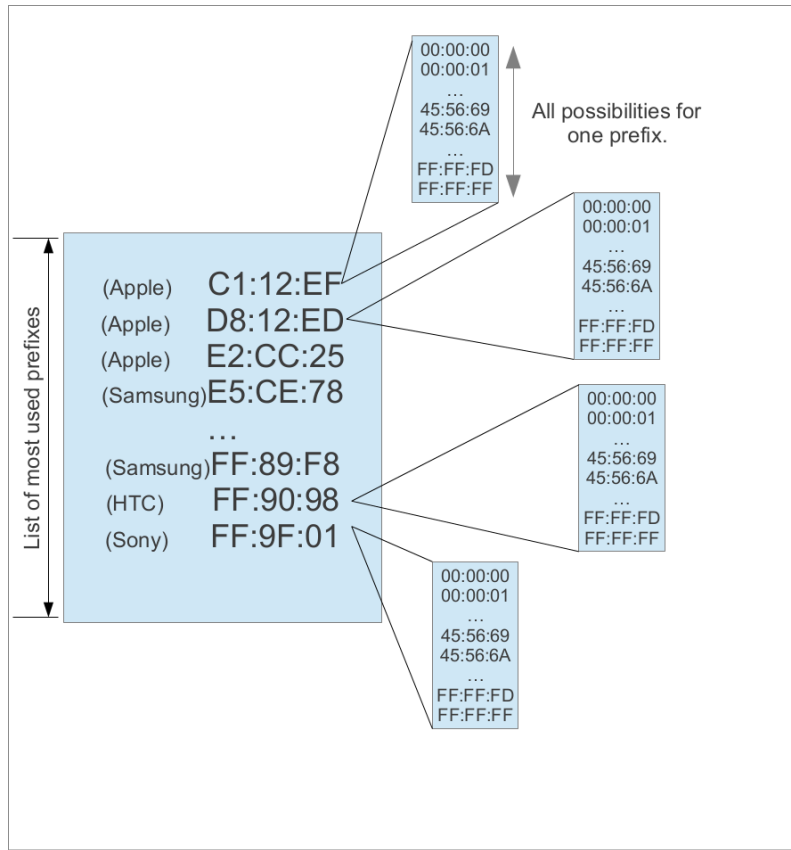 00:00:00
00:00:01
...
45:56:69
45:56:6A
...
FF:FF:FD
FF:FF:FF
All possibilities for
one prefix.
List of most used prefixes
(Apple) C1:12:EF
(Apple) D8:12:ED
(Apple) E2:CC:25
(Samsung) E5:CE:78
...
(Samsung) FF:89:F8
(HTC) FF:90:98
(Sony) FF:9F:01
00:00:00
00:00:01
...
45:56:69
45:56:6A
...
FF:FF:FD
FF:FF:FF
00:00:00
00:00:01
...
45:56:69
45:56:6A
...
FF:FF:FD
FF:FF:FF
00:00:00
00:00:01
...
45:56:69
45:56:6A
...
FF:FF:FD
FF:FF:FF